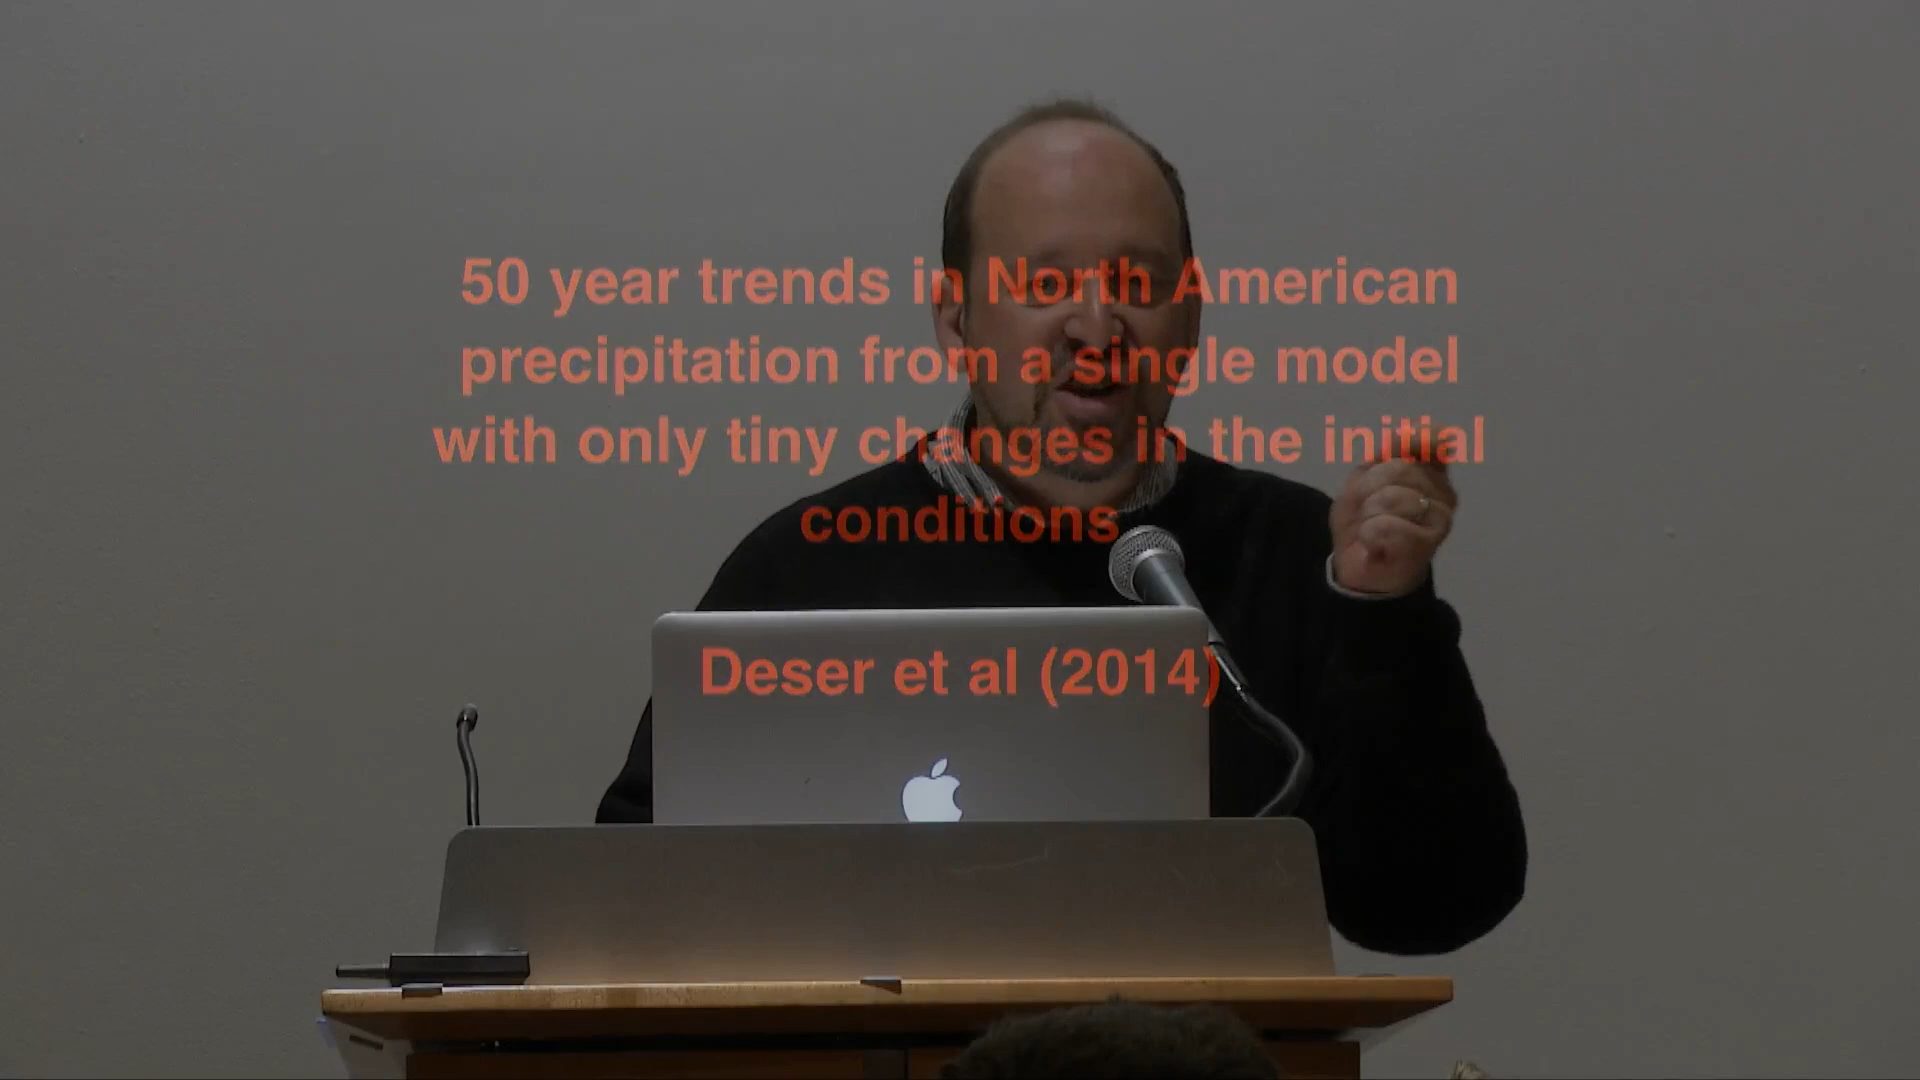 50 year trends in North American
precipitation from a single model
with only tiny changes in the initial
conditions
Deser et al (2014)